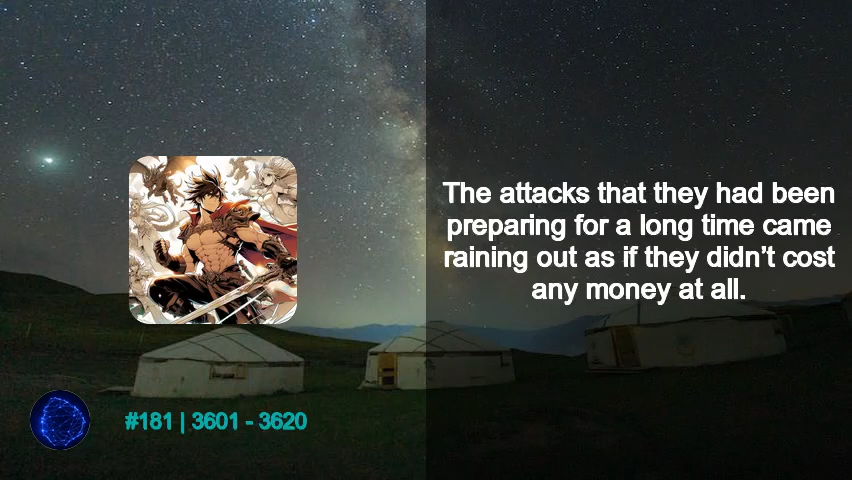 The attacks that they had been
preparing for a long time came
raining out as if they didn’t cost
any money at all.
#181 | 3601 - 3620